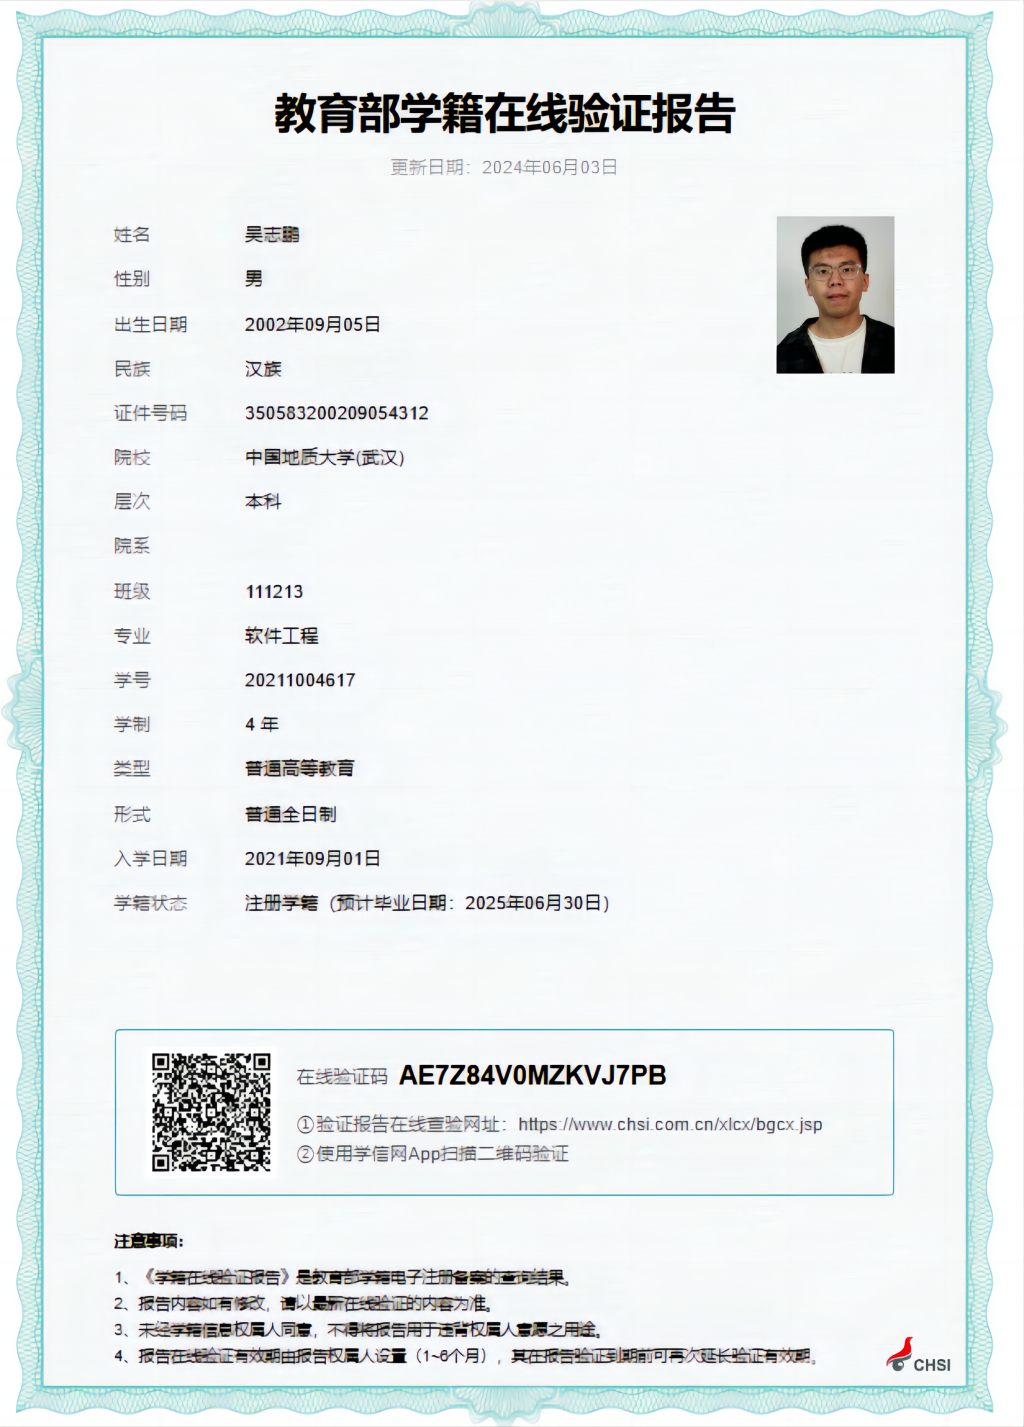 教育部学籍在线验证报告
更新日期：2024年06月03日
姓名 吴志鹏
性别 男
出生日期 2002年09月05日
民族 汉族
证件号码 350583200209054312
院校 中国地质大学(武汉)
层次 本科
院系
班级 111213
专业 软件工程
学号 20211004617
学制 4 年
类型 普通高等教育
形式 普通全日制
入学日期 2021年09月01日
学籍状态 注册学籍（预计毕业日期：2025年06月30日）
在线验证码 AE7Z84V0MZKVJ7PB
①验证报告在线查验网址：https://www.chsi.com.cn/xlcx/bgcx.jsp
②使用学信网App扫描二维码验证
注意事项：
1、《学籍在线验证报告》是教育部学籍电子注册备案的查询结果。
2、报告内容如有修改，请以最新在线验证的内容为准。
3、未经学籍信息权属人同意，不得将报告用于违背权属人意愿之用途。
4、报告在线验证有效期由报告权属人设置（1~6个月），其在报告验证到期前可再次延长验证有效期。
CHSI